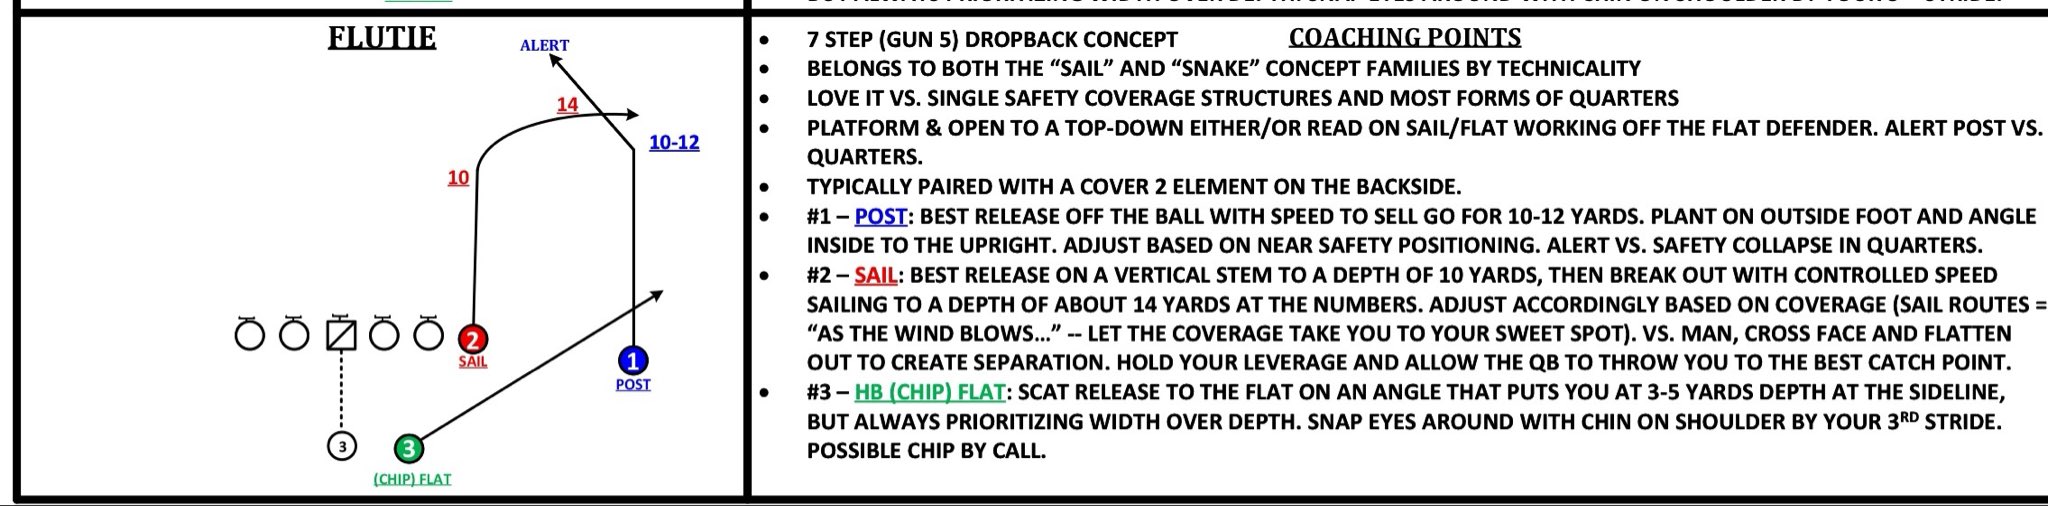 FLUTIE
ALERT
14
10-12
10
2
SAIL
1
POST
3
3
(CHIP) FLAT
COACHING POINTS
• 7 STEP (GUN 5) DROPBACK CONCEPT
• BELONGS TO BOTH THE “SAIL” AND “SNAKE” CONCEPT FAMILIES BY TECHNICALITY
• LOVE IT VS. SINGLE SAFETY COVERAGE STRUCTURES AND MOST FORMS OF QUARTERS
• PLATFORM & OPEN TO A TOP-DOWN EITHER/OR READ ON SAIL/FLAT WORKING OFF THE FLAT DEFENDER. ALERT POST VS.
QUARTERS.
• TYPICALLY PAIRED WITH A COVER 2 ELEMENT ON THE BACKSIDE.
• #1 – POST: BEST RELEASE OFF THE BALL WITH SPEED TO SELL GO FOR 10-12 YARDS. PLANT ON OUTSIDE FOOT AND ANGLE
INSIDE TO THE UPRIGHT. ADJUST BASED ON NEAR SAFETY POSITIONING. ALERT VS. SAFETY COLLAPSE IN QUARTERS.
• #2 – SAIL: BEST RELEASE ON A VERTICAL STEM TO A DEPTH OF 10 YARDS, THEN BREAK OUT WITH CONTROLLED SPEED
SAILING TO A DEPTH OF ABOUT 14 YARDS AT THE NUMBERS. ADJUST ACCORDINGLY BASED ON COVERAGE (SAIL ROUTES =
“AS THE WIND BLOWS…” -- LET THE COVERAGE TAKE YOU TO YOUR SWEET SPOT). VS. MAN, CROSS FACE AND FLATTEN
OUT TO CREATE SEPARATION. HOLD YOUR LEVERAGE AND ALLOW THE QB TO THROW YOU TO THE BEST CATCH POINT.
• #3 – HB (CHIP) FLAT: SCAT RELEASE TO THE FLAT ON AN ANGLE THAT PUTS YOU AT 3-5 YARDS DEPTH AT THE SIDELINE,
BUT ALWAYS PRIORITIZING WIDTH OVER DEPTH. SNAP EYES AROUND WITH CHIN ON SHOULDER BY YOUR 3RD STRIDE.
POSSIBLE CHIP BY CALL.